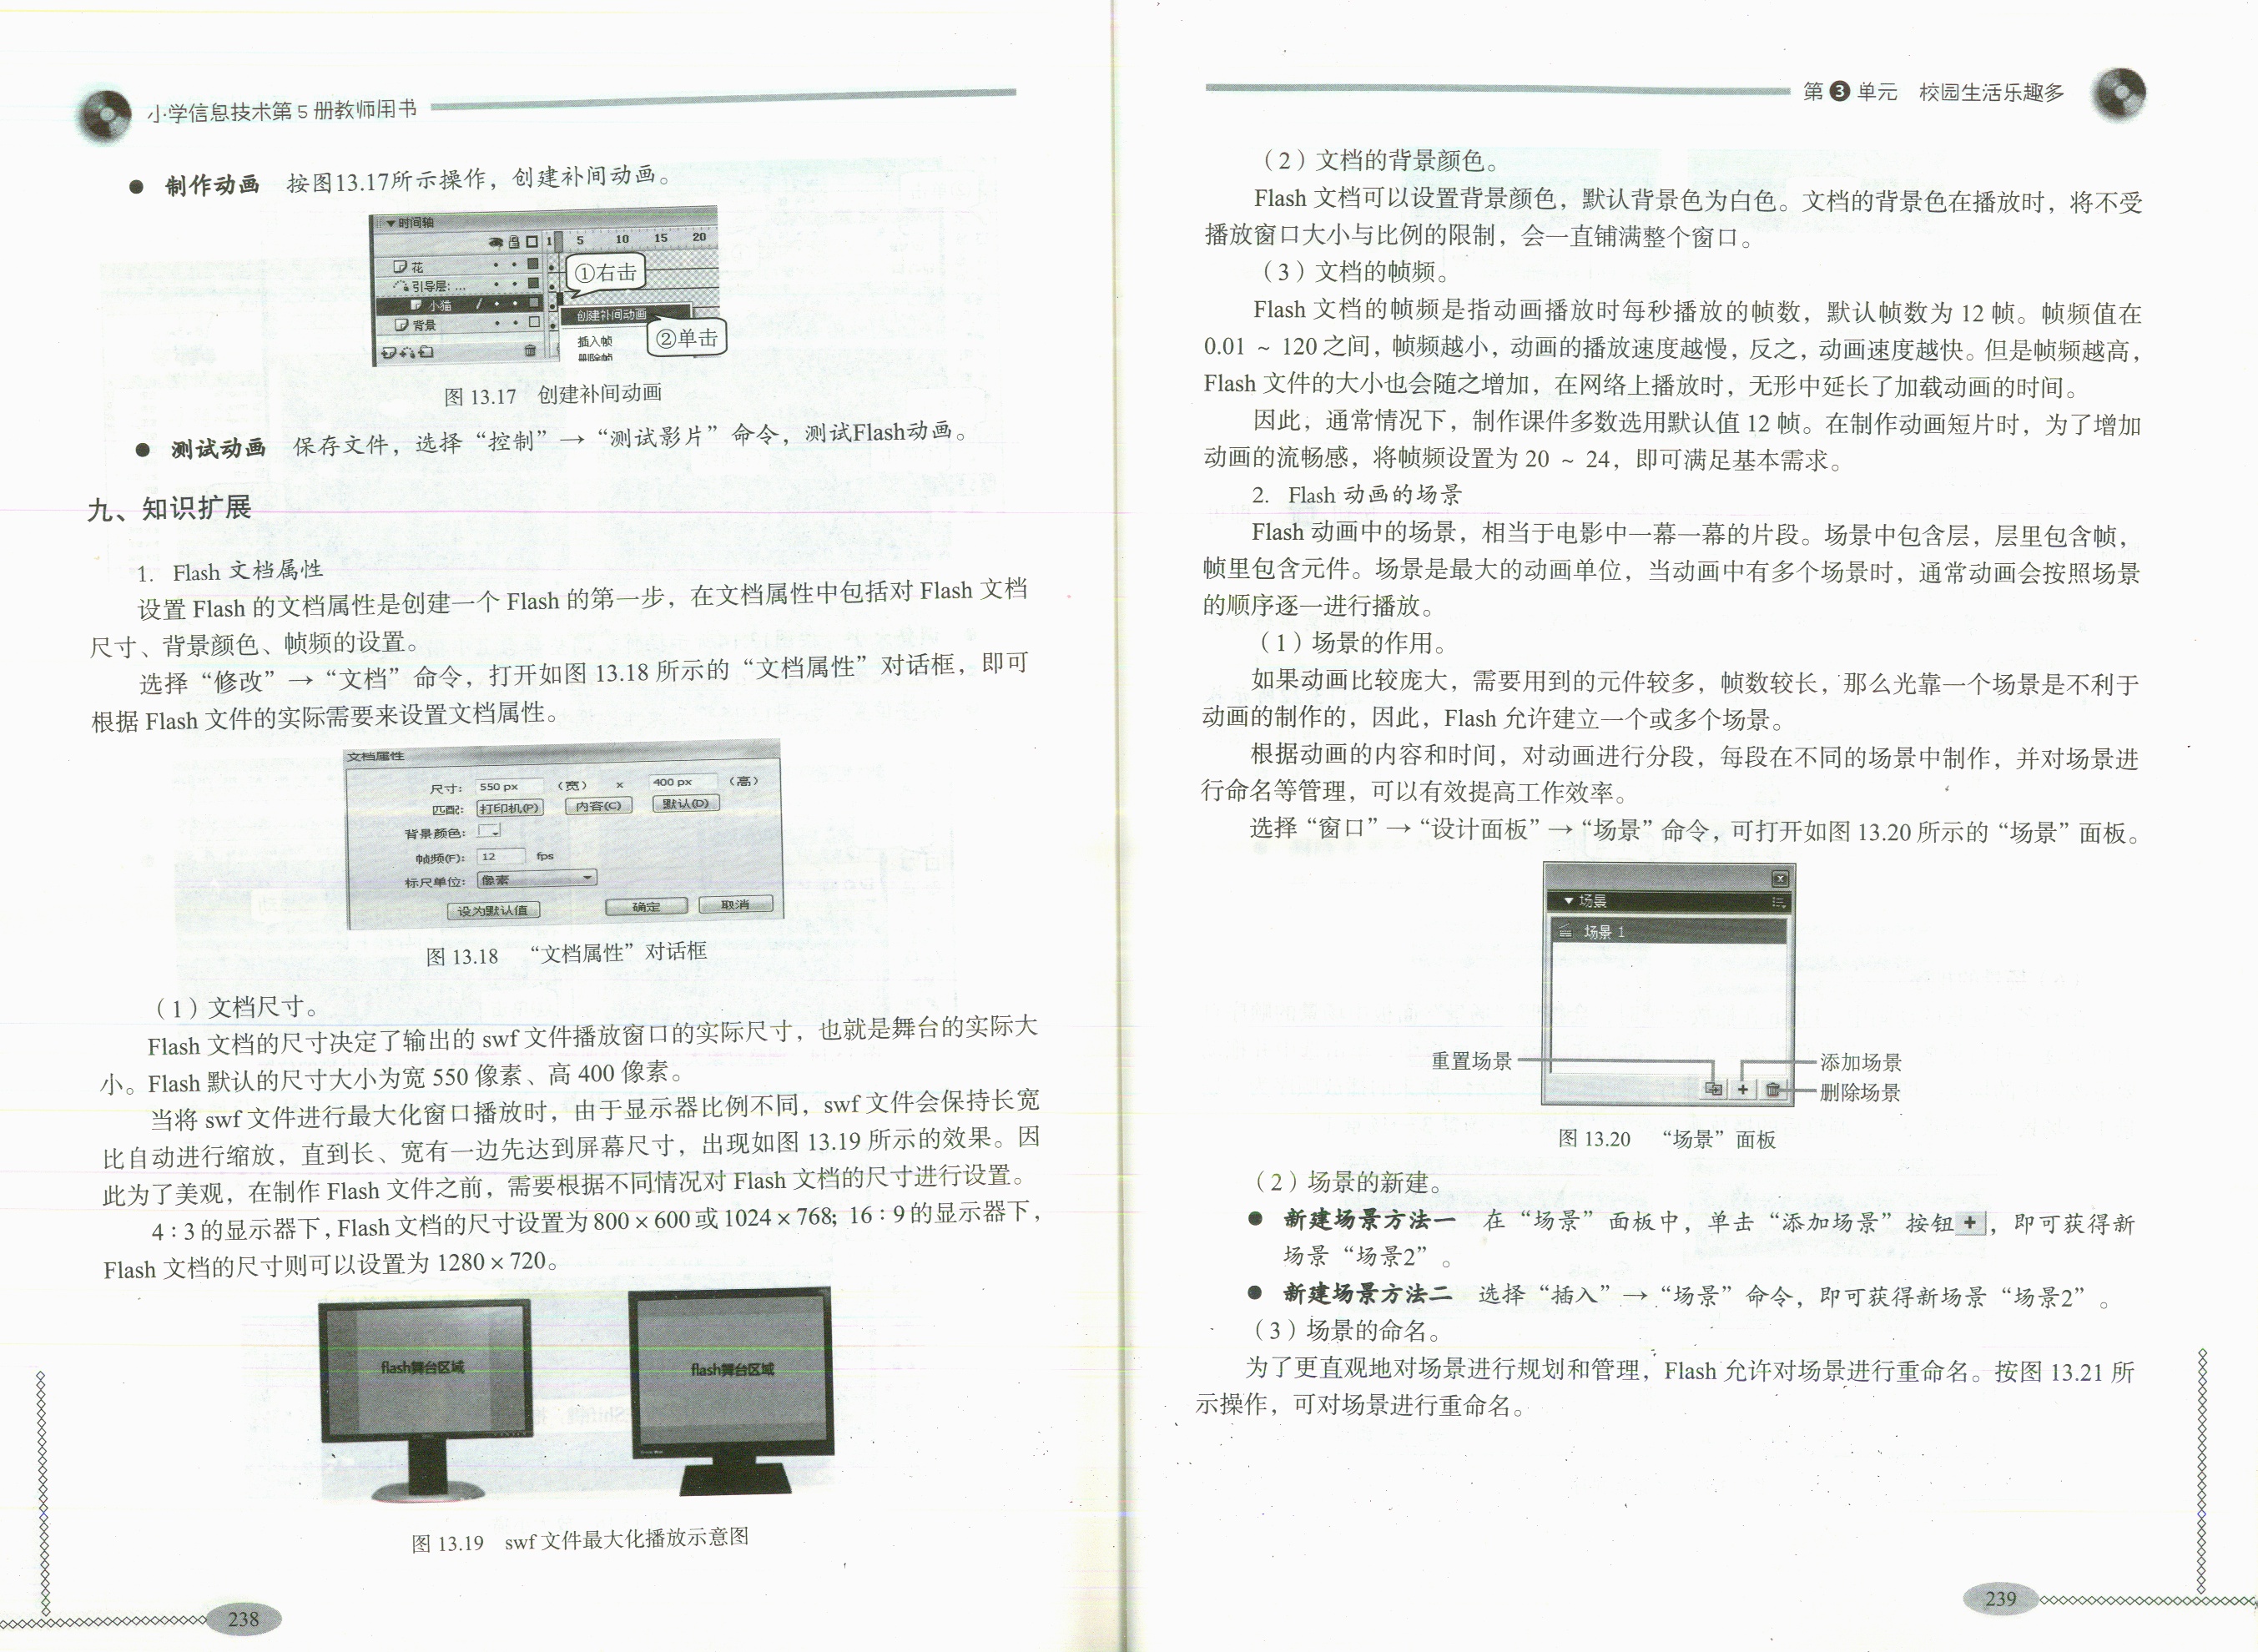 小学信息技术第5册教师用书
● 制作动画 按图13.17所示操作，创建补间动画。
▼时间轴
1 5 10 15 20
花
引导层:...
小猫
背景
①右击
创建补间动画
②单击
插入帧
删除帧
图 13.17 创建补间动画
● 测试动画 保存文件，选择“控制”→“测试影片”命令，测试Flash动画。
九、知识扩展
1. Flash 文档属性
设置 Flash 的文档属性是创建一个 Flash 的第一步，在文档属性中包括对 Flash 文档
尺寸、背景颜色、帧频的设置。
选择“修改”→“文档”命令，打开如图 13.18 所示的“文档属性”对话框，即可
根据 Flash 文件的实际需要来设置文档属性。
文档属性
尺寸: 550 px （宽） x 400 px （高）
匹配: 打印机(P) 内容(C) 默认(D)
背景颜色:
帧频(F): 12 fps
标尺单位: 像素
设为默认值 确定 取消
图 13.18 “文档属性”对话框
（1）文档尺寸。
Flash 文档的尺寸决定了输出的 swf 文件播放窗口的实际尺寸，也就是舞台的实际大
小。Flash 默认的尺寸大小为宽 550 像素、高 400 像素。
当将 swf 文件进行最大化窗口播放时，由于显示器比例不同，swf 文件会保持长宽
比自动进行缩放，直到长、宽有一边先达到屏幕尺寸，出现如图 13.19 所示的效果。因
此为了美观，在制作 Flash 文件之前，需要根据不同情况对 Flash 文档的尺寸进行设置。
4∶3的显示器下，Flash 文档的尺寸设置为 800×600 或 1024×768；16∶9的显示器下，
Flash 文档的尺寸则可以设置为 1280×720。
flash舞台区域
flash舞台区域
图 13.19 swf 文件最大化播放示意图
238
第 3 单元 校园生活乐趣多
（2）文档的背景颜色。
Flash 文档可以设置背景颜色，默认背景色为白色。文档的背景色在播放时，将不受
播放窗口大小与比例的限制，会一直铺满整个窗口。
（3）文档的帧频。
Flash 文档的帧频是指动画播放时每秒播放的帧数，默认帧数为 12 帧。帧频值在
0.01 ~ 120 之间，帧频越小，动画的播放速度越慢，反之，动画速度越快。但是帧频越高，
Flash 文件的大小也会随之增加，在网络上播放时，无形中延长了加载动画的时间。
因此，通常情况下，制作课件多数选用默认值 12 帧。在制作动画短片时，为了增加
动画的流畅感，将帧频设置为 20 ~ 24，即可满足基本需求。
2. Flash 动画的场景
Flash 动画中的场景，相当于电影中一幕一幕的片段。场景中包含层，层里包含帧，
帧里包含元件。场景是最大的动画单位，当动画中有多个场景时，通常动画会按照场景
的顺序逐一进行播放。
（1）场景的作用。
如果动画比较庞大，需要用到的元件较多，帧数较长，那么光靠一个场景是不利于
动画的制作的，因此，Flash 允许建立一个或多个场景。
根据动画的内容和时间，对动画进行分段，每段在不同的场景中制作，并对场景进
行命名等管理，可以有效提高工作效率。
选择“窗口”→“设计面板”→“场景”命令，可打开如图 13.20 所示的“场景”面板。
▼ 场景
场景 1
重置场景
添加场景
删除场景
图 13.20 “场景”面板
（2）场景的新建。
● 新建场景方法一 在“场景”面板中，单击“添加场景”按钮 + ，即可获得新
场景“场景2”。
● 新建场景方法二 选择“插入”→“场景”命令，即可获得新场景“场景2”。
（3）场景的命名。
为了更直观地对场景进行规划和管理，Flash 允许对场景进行重命名。按图 13.21 所
示操作，可对场景进行重命名。
239